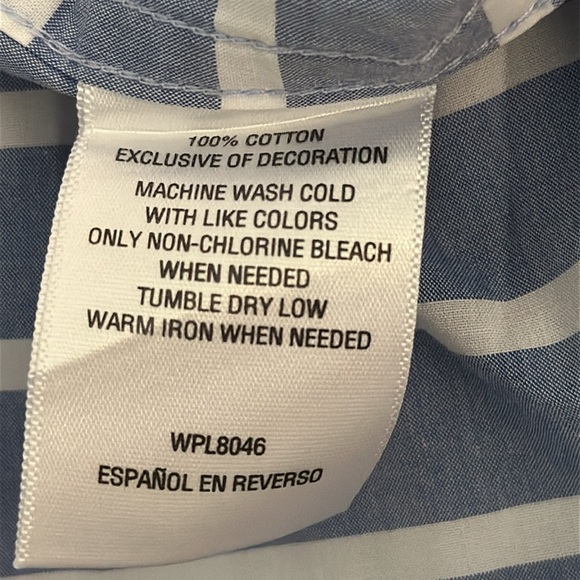 100% COTTON
EXCLUSIVE OF DECORATION
MACHINE WASH COLD
WITH LIKE COLORS
ONLY NON-CHLORINE BLEACH
WHEN NEEDED
TUMBLE DRY LOW
WARM IRON WHEN NEEDED
WPL8046
ESPAÑOL EN REVERSO